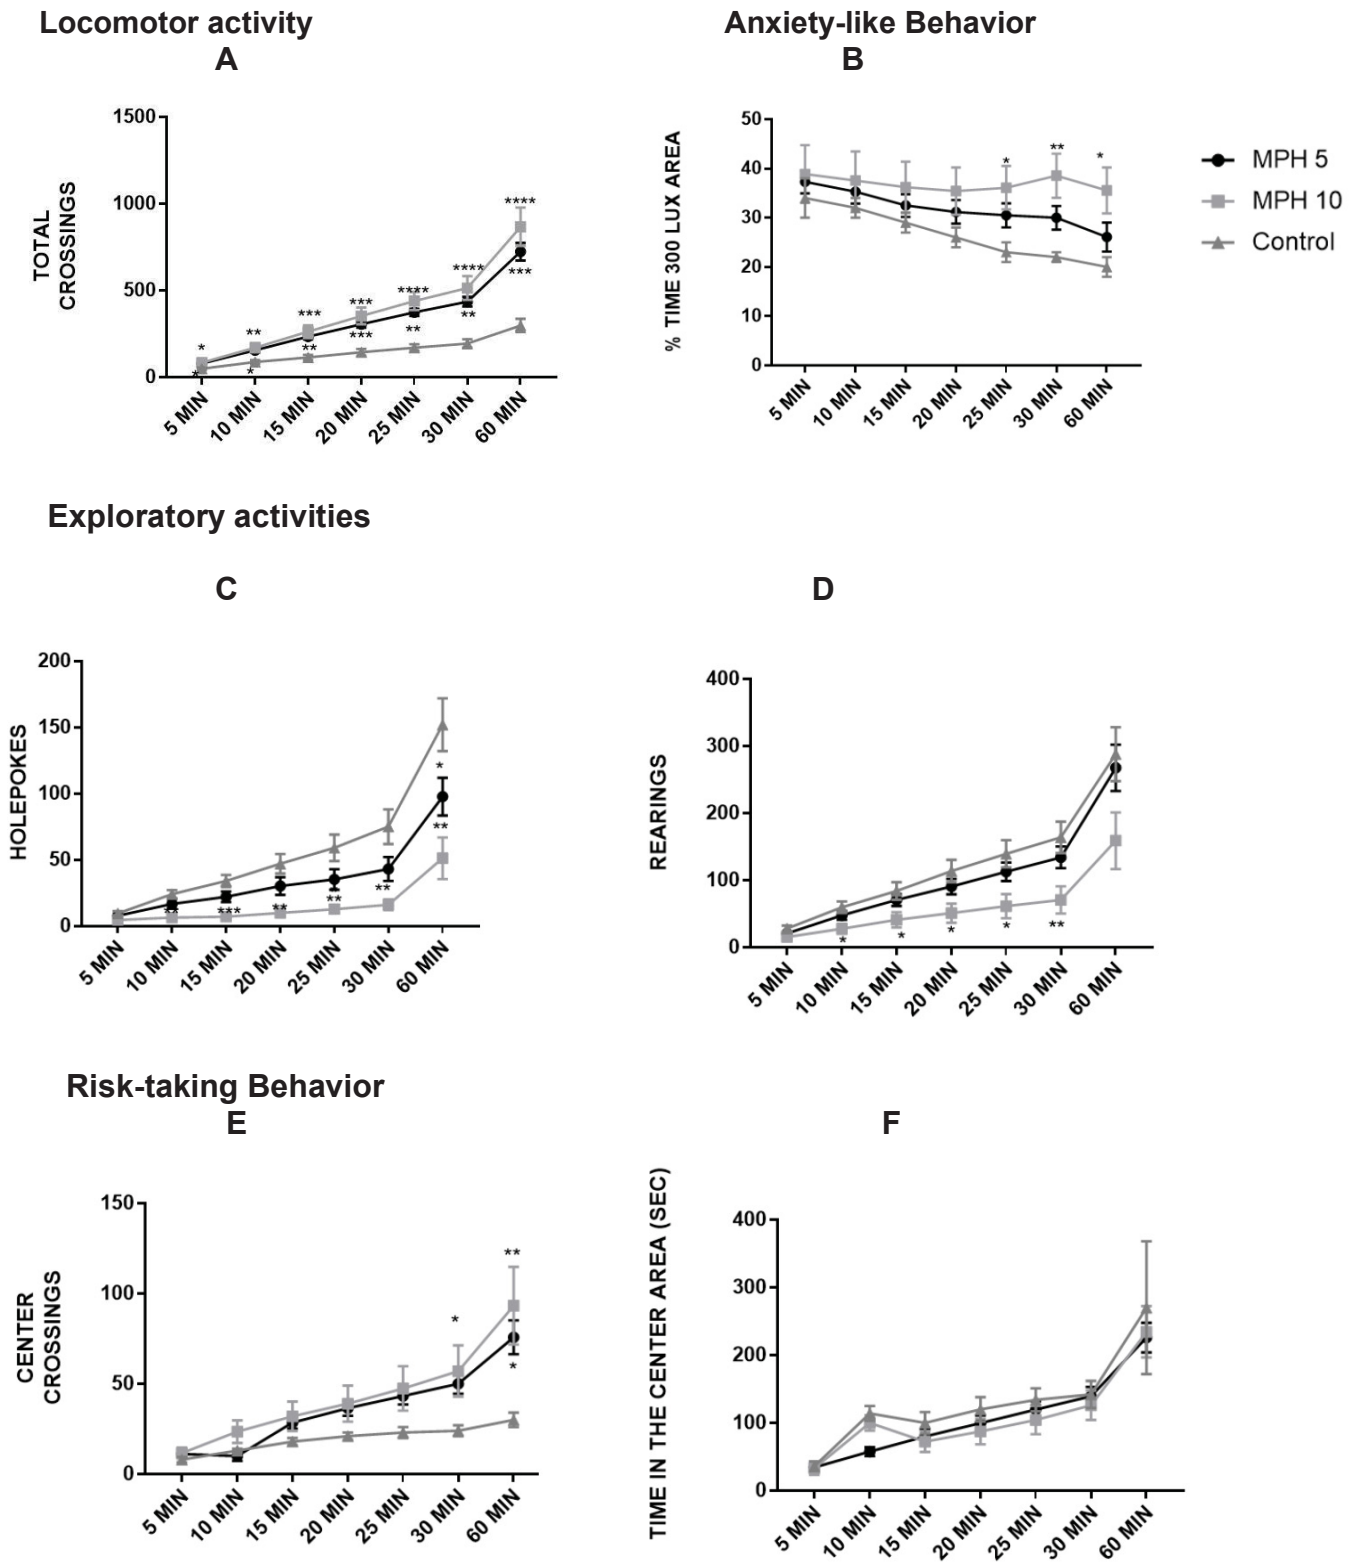 Locomotor activity
A
TOTAL
CROSSINGS
1500
1000
500
0
*
*
**
*
***
**
***
***
****
**
****
**
****
***
5 MIN
10 MIN
15 MIN
20 MIN
25 MIN
30 MIN
60 MIN
Anxiety-like Behavior
B
% TIME 300 LUX AREA
50
40
30
20
10
0
*
**
*
5 MIN
10 MIN
15 MIN
20 MIN
25 MIN
30 MIN
60 MIN
MPH 5
MPH 10
Control
Exploratory activities
C
HOLEPOKES
200
150
100
50
0
**
***
**
**
**
*
**
5 MIN
10 MIN
15 MIN
20 MIN
25 MIN
30 MIN
60 MIN
D
REARINGS
400
300
200
100
0
*
*
*
*
**
5 MIN
10 MIN
15 MIN
20 MIN
25 MIN
30 MIN
60 MIN
Risk-taking Behavior
E
CENTER
CROSSINGS
150
100
50
0
*
**
*
5 MIN
10 MIN
15 MIN
20 MIN
25 MIN
30 MIN
60 MIN
F
TIME IN THE CENTER AREA (SEC)
400
300
200
100
0
5 MIN
10 MIN
15 MIN
20 MIN
25 MIN
30 MIN
60 MIN